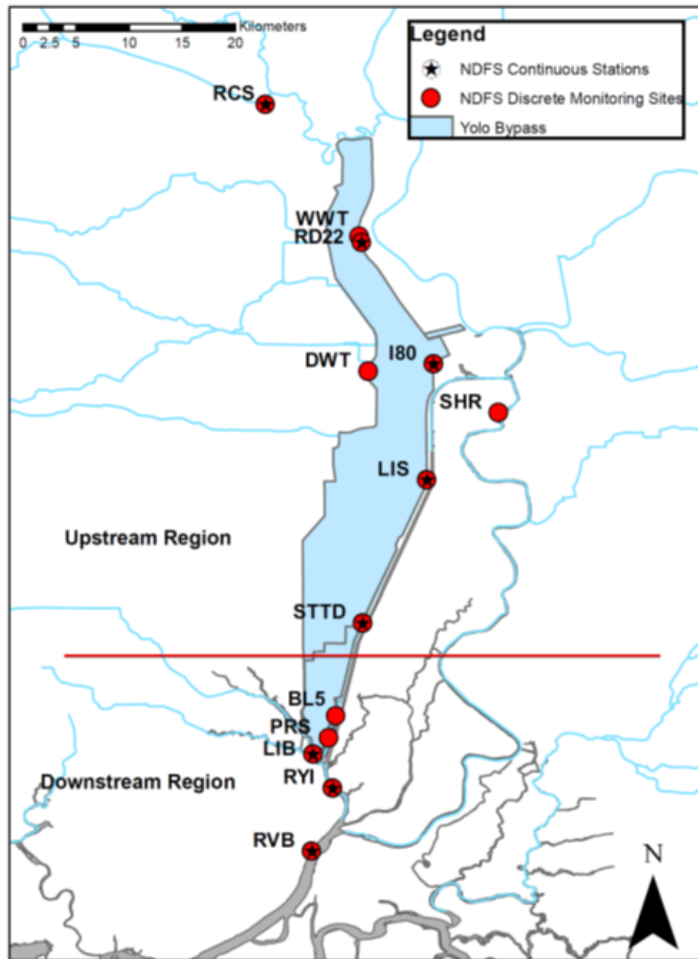 Kilometers
0 2.5 5 10 15 20
Legend
NDFS Continuous Stations
NDFS Discrete Monitoring Sites
Yolo Bypass
RCS
WWT
RD22
I80
DWT
SHR
LIS
Upstream Region
STTD
BL5
PRS
LIB
RYI
Downstream Region
RVB
N